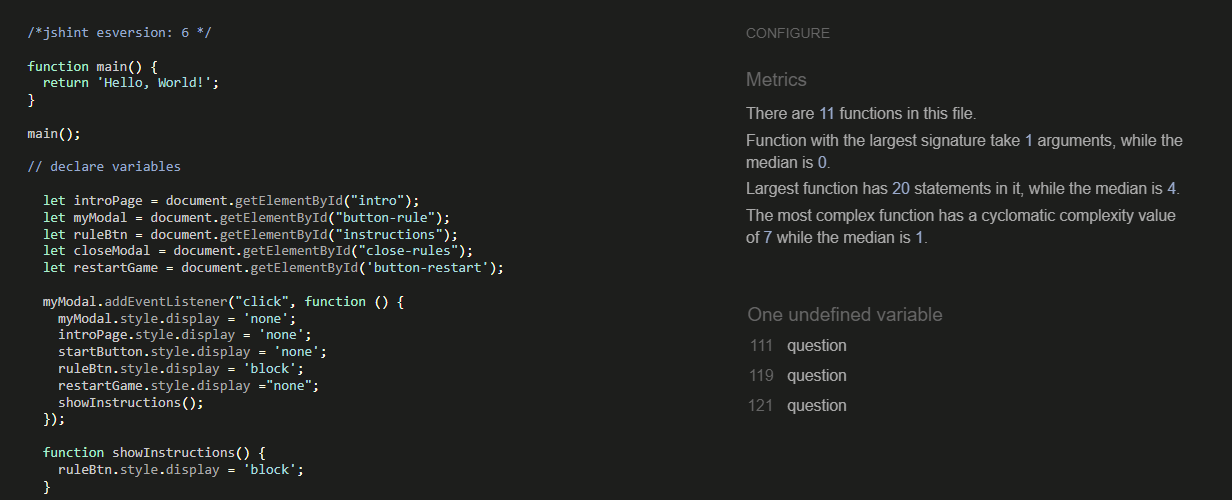 /*jshint esversion: 6 */
function main() {
return 'Hello, World!';
}
main();
// declare variables
let introPage = document.getElementById("intro");
let myModal = document.getElementById("button-rule");
let ruleBtn = document.getElementById("instructions");
let closeModal = document.getElementById("close-rules");
let restartGame = document.getElementById('button-restart');
myModal.addEventListener("click", function () {
myModal.style.display = 'none';
introPage.style.display = 'none';
startButton.style.display = 'none';
ruleBtn.style.display = 'block';
restartGame.style.display ="none";
showInstructions();
});
function showInstructions() {
ruleBtn.style.display = 'block';
}
CONFIGURE
Metrics
There are 11 functions in this file.
Function with the largest signature take 1 arguments, while the
median is 0.
Largest function has 20 statements in it, while the median is 4.
The most complex function has a cyclomatic complexity value
of 7 while the median is 1.
One undefined variable
111 question
119 question
121 question